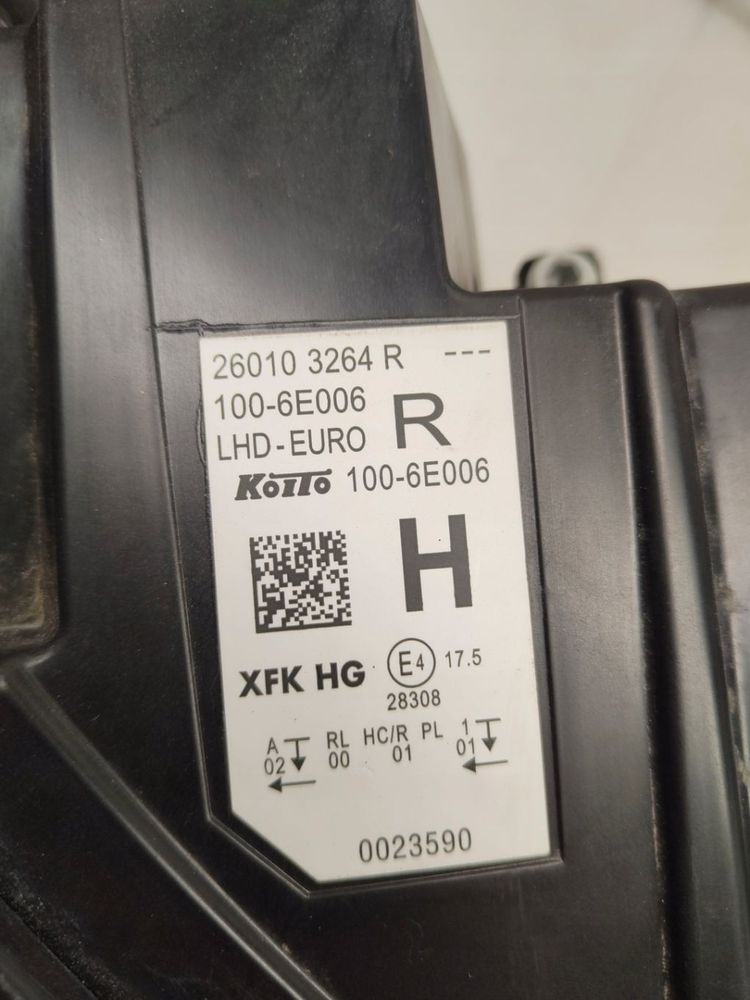 26010 3264 R ---
100-6E006
LHD-EURO R
KOITO 100-6E006
H
XFK HG E4 17.5
28308
A RL HC/R PL 1
02 00 01 01
0023590